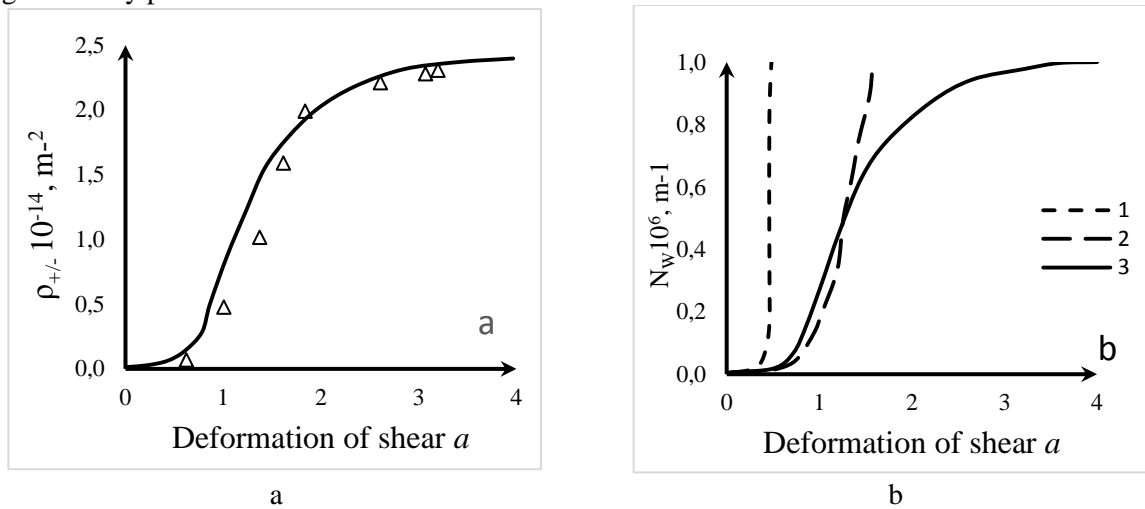 2,5
2,0
1,5
1,0
0,5
0,0
0 1 2 3 4
ρ+/- 10-14, m-2
Deformation of shear a
a
a
1,0
0,8
0,6
0,4
0,2
0,0
0 1 2 3 4
NW10⁶, m-1
Deformation of shear a
1
2
3
b
b